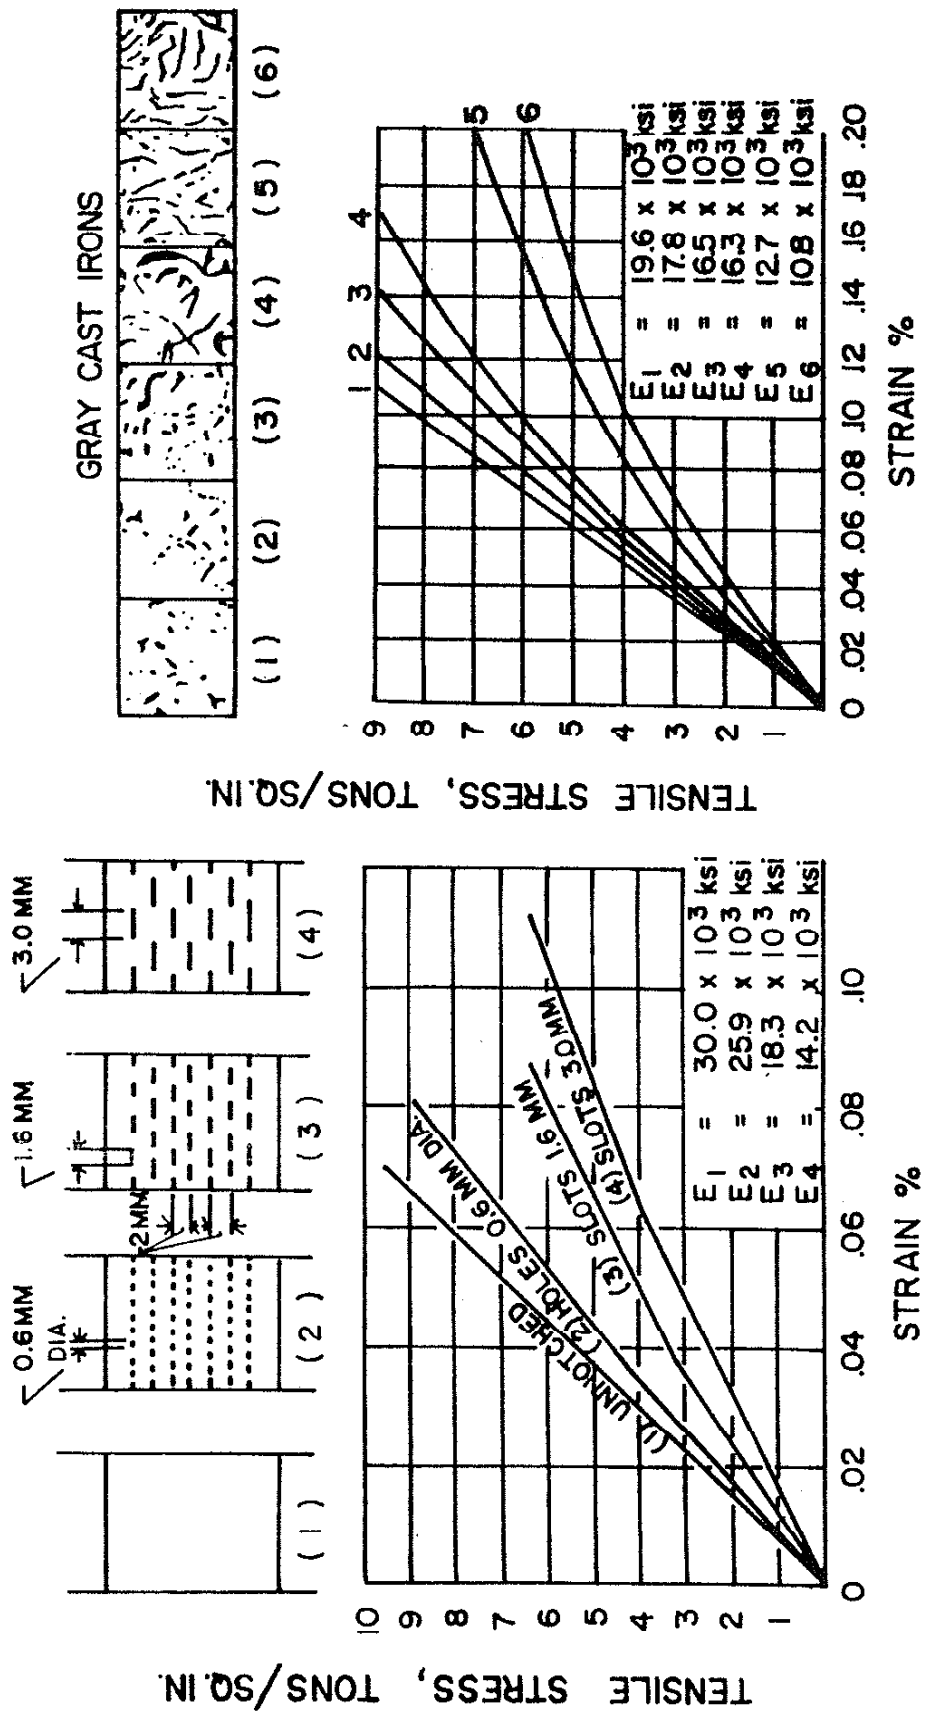 0.6MM
DIA.
1.6 MM
3.0 MM
2MM
(1)
(2)
(3)
(4)
TENSILE STRESS, TONS/SQ.IN.
10
9
8
7
6
5
4
3
2
1
(1) UNNOTCHED
(2) HOLES 0.6 MM DIA.
(3) SLOTS 1.6 MM
(4) SLOTS 3.0MM
E1 = 30.0 x 10³ ksi
E2 = 25.9 x 10³ ksi
E3 = 18.3 x 10³ ksi
E4 = 14.2 x 10³ ksi
0 .02 .04 .06 .08 .10
STRAIN %
GRAY CAST IRONS
(1) (2) (3) (4) (5) (6)
TENSILE STRESS, TONS/SQ.IN.
9
8
7
6
5
4
3
2
1
1 2 3 4
5
6
E1 = 19.6 x 10³ ksi
E2 = 17.8 x 10³ ksi
E3 = 16.5 x 10³ ksi
E4 = 16.3 x 10³ ksi
E5 = 12.7 x 10³ ksi
E6 = 10.8 x 10³ ksi
0 .02 .04 .06 .08 .10 .12 .14 .16 .18 .20
STRAIN %